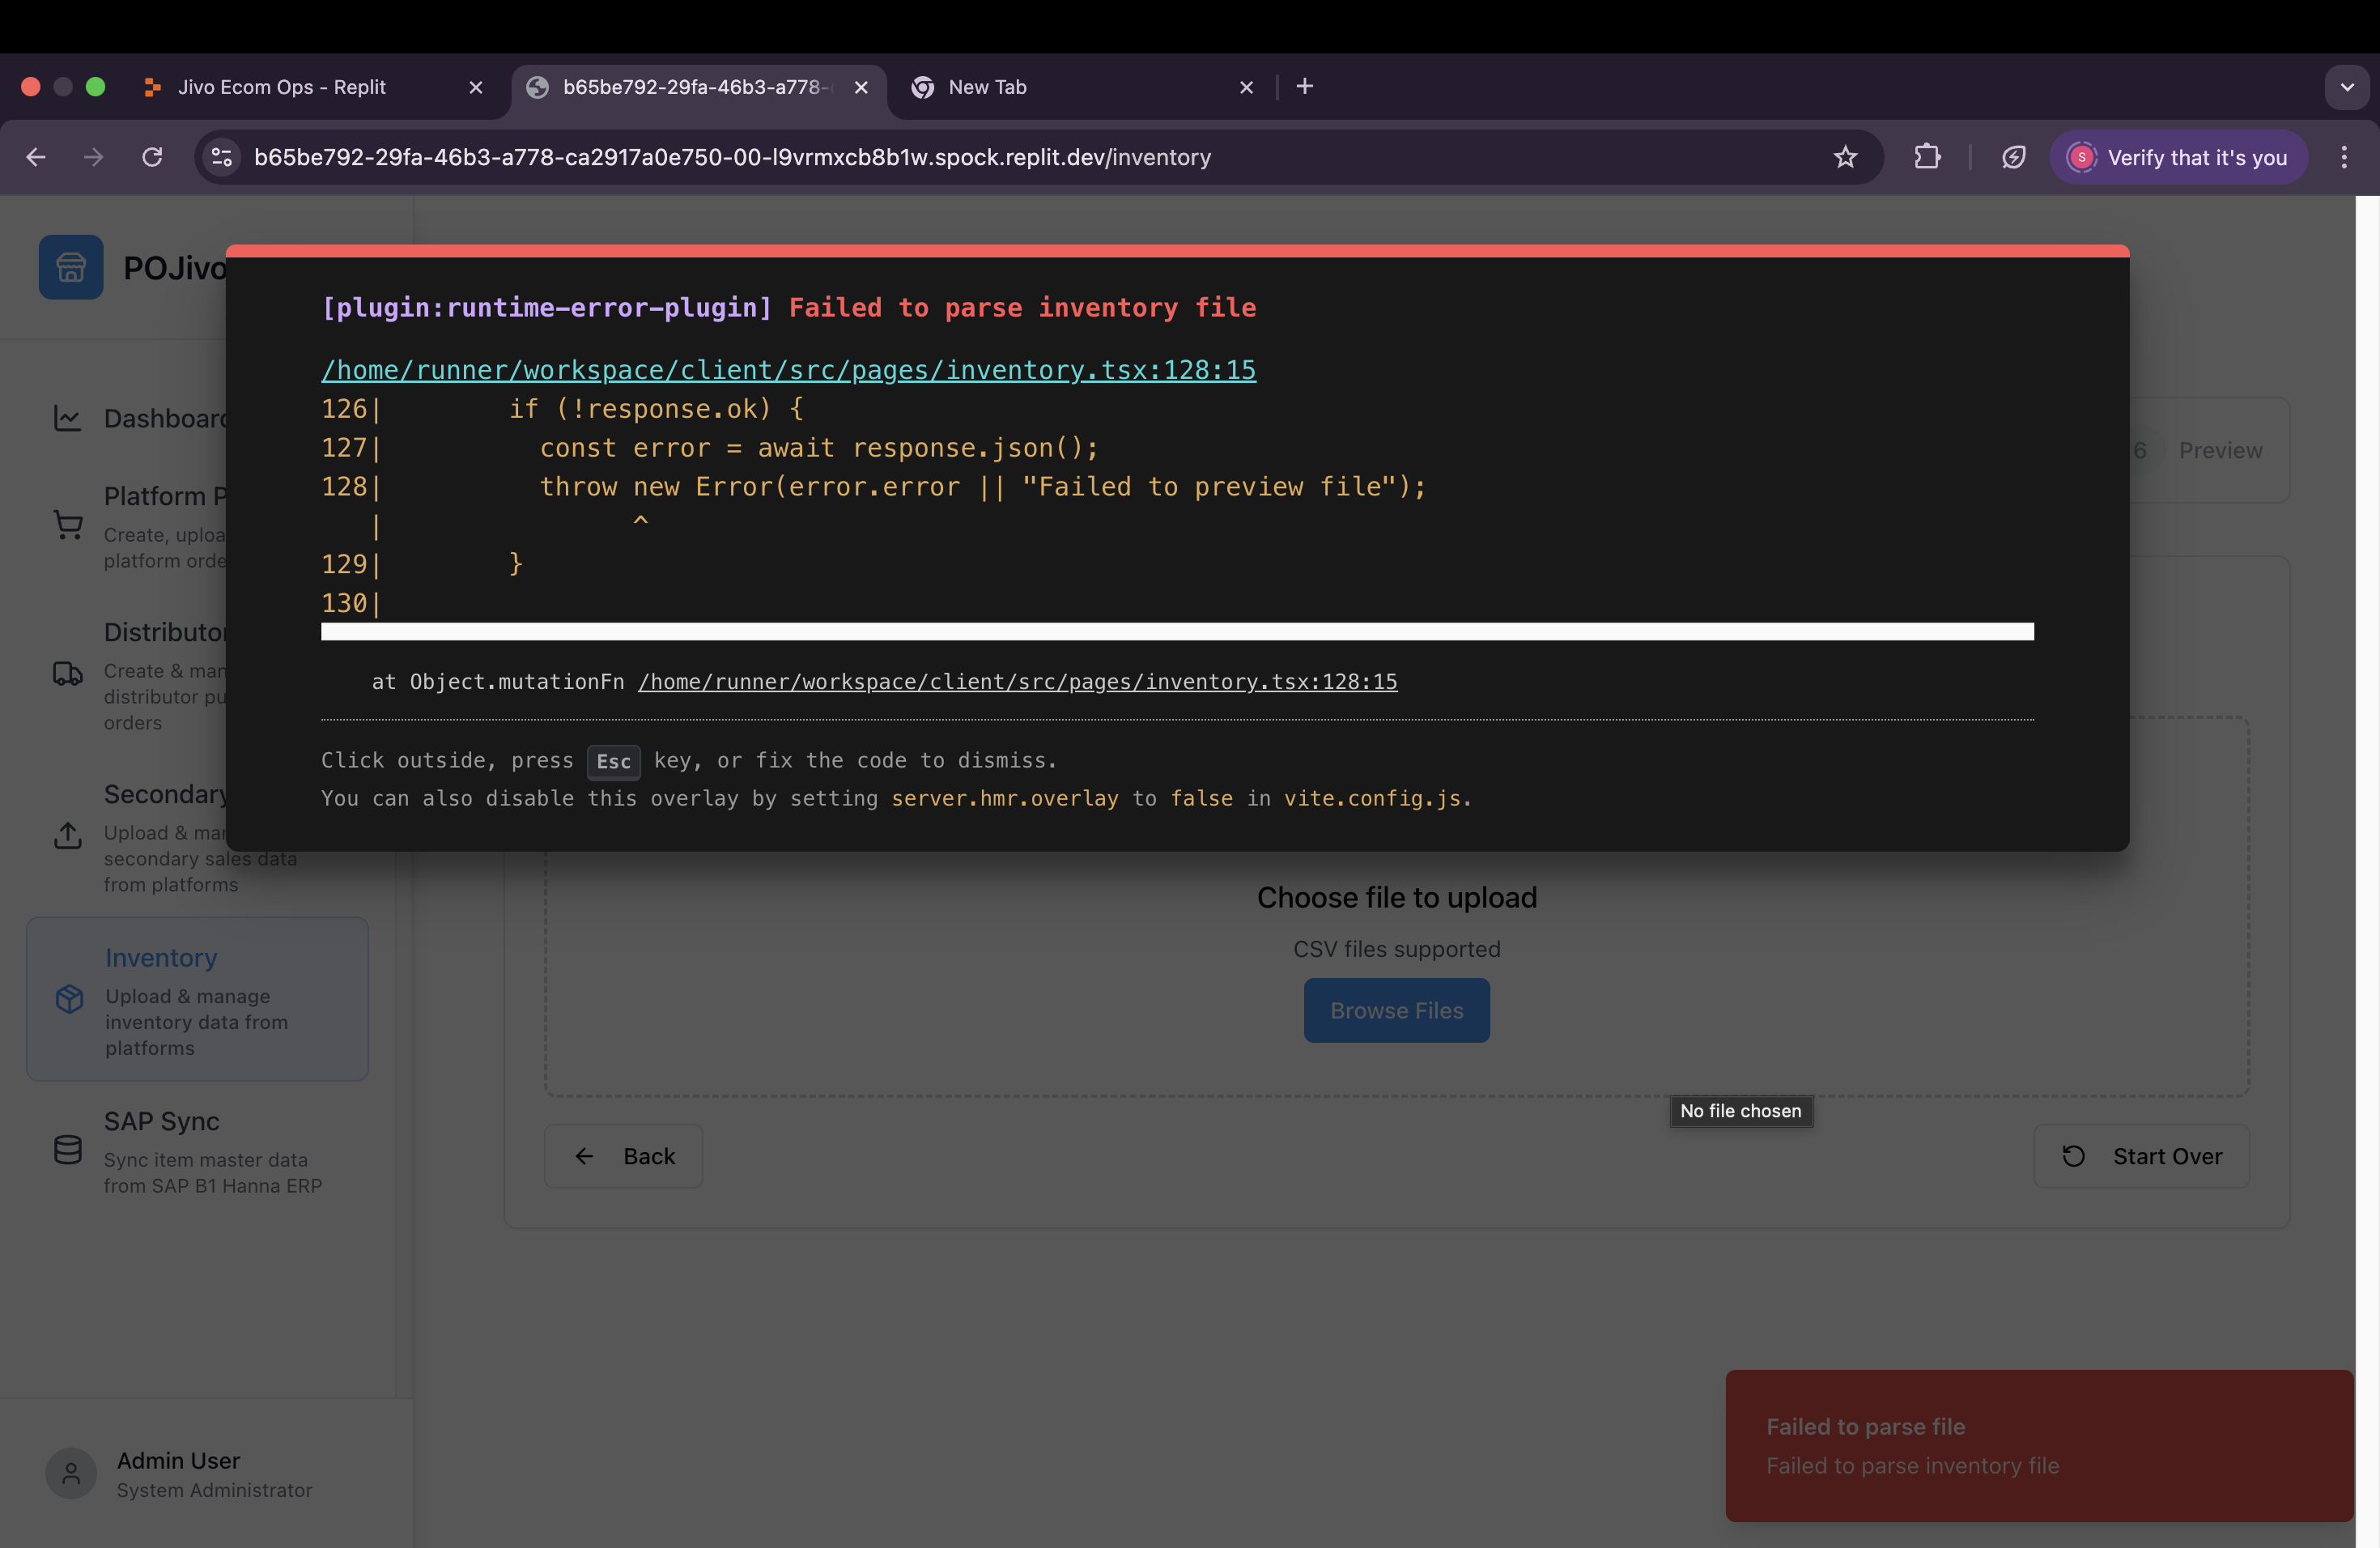 Jivo Ecom Ops - Replit
b65be792-29fa-46b3-a778-
New Tab
b65be792-29fa-46b3-a778-ca2917a0e750-00-l9vrmxcb8b1w.spock.replit.dev/inventory
S
Verify that it's you
POJivo
[plugin:runtime-error-plugin] Failed to parse inventory file
/home/runner/workspace/client/src/pages/inventory.tsx:128:15
126|        if (!response.ok) {
127|          const error = await response.json();
128|          throw new Error(error.error || "Failed to preview file");
   |                ^
129|        }
130|
at Object.mutationFn /home/runner/workspace/client/src/pages/inventory.tsx:128:15
Click outside, press Esc key, or fix the code to dismiss.
You can also disable this overlay by setting server.hmr.overlay to false in vite.config.js.
Dashboard
Platform P
Create, uploa
platform orde
Distributor
Create & man
distributor pu
orders
Secondary
Upload & man
secondary sales data
from platforms
Inventory
Upload & manage
inventory data from
platforms
SAP Sync
Sync item master data
from SAP B1 Hanna ERP
Admin User
System Administrator
6 Preview
Choose file to upload
CSV files supported
Browse Files
No file chosen
Back
Start Over
Failed to parse file
Failed to parse inventory file